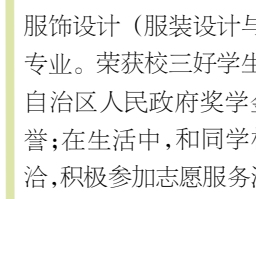 服饰设计（服装设计与
专业。荣获校三好学生
自治区人民政府奖学金
誉;在生活中,和同学
洽,积极参加志愿服务